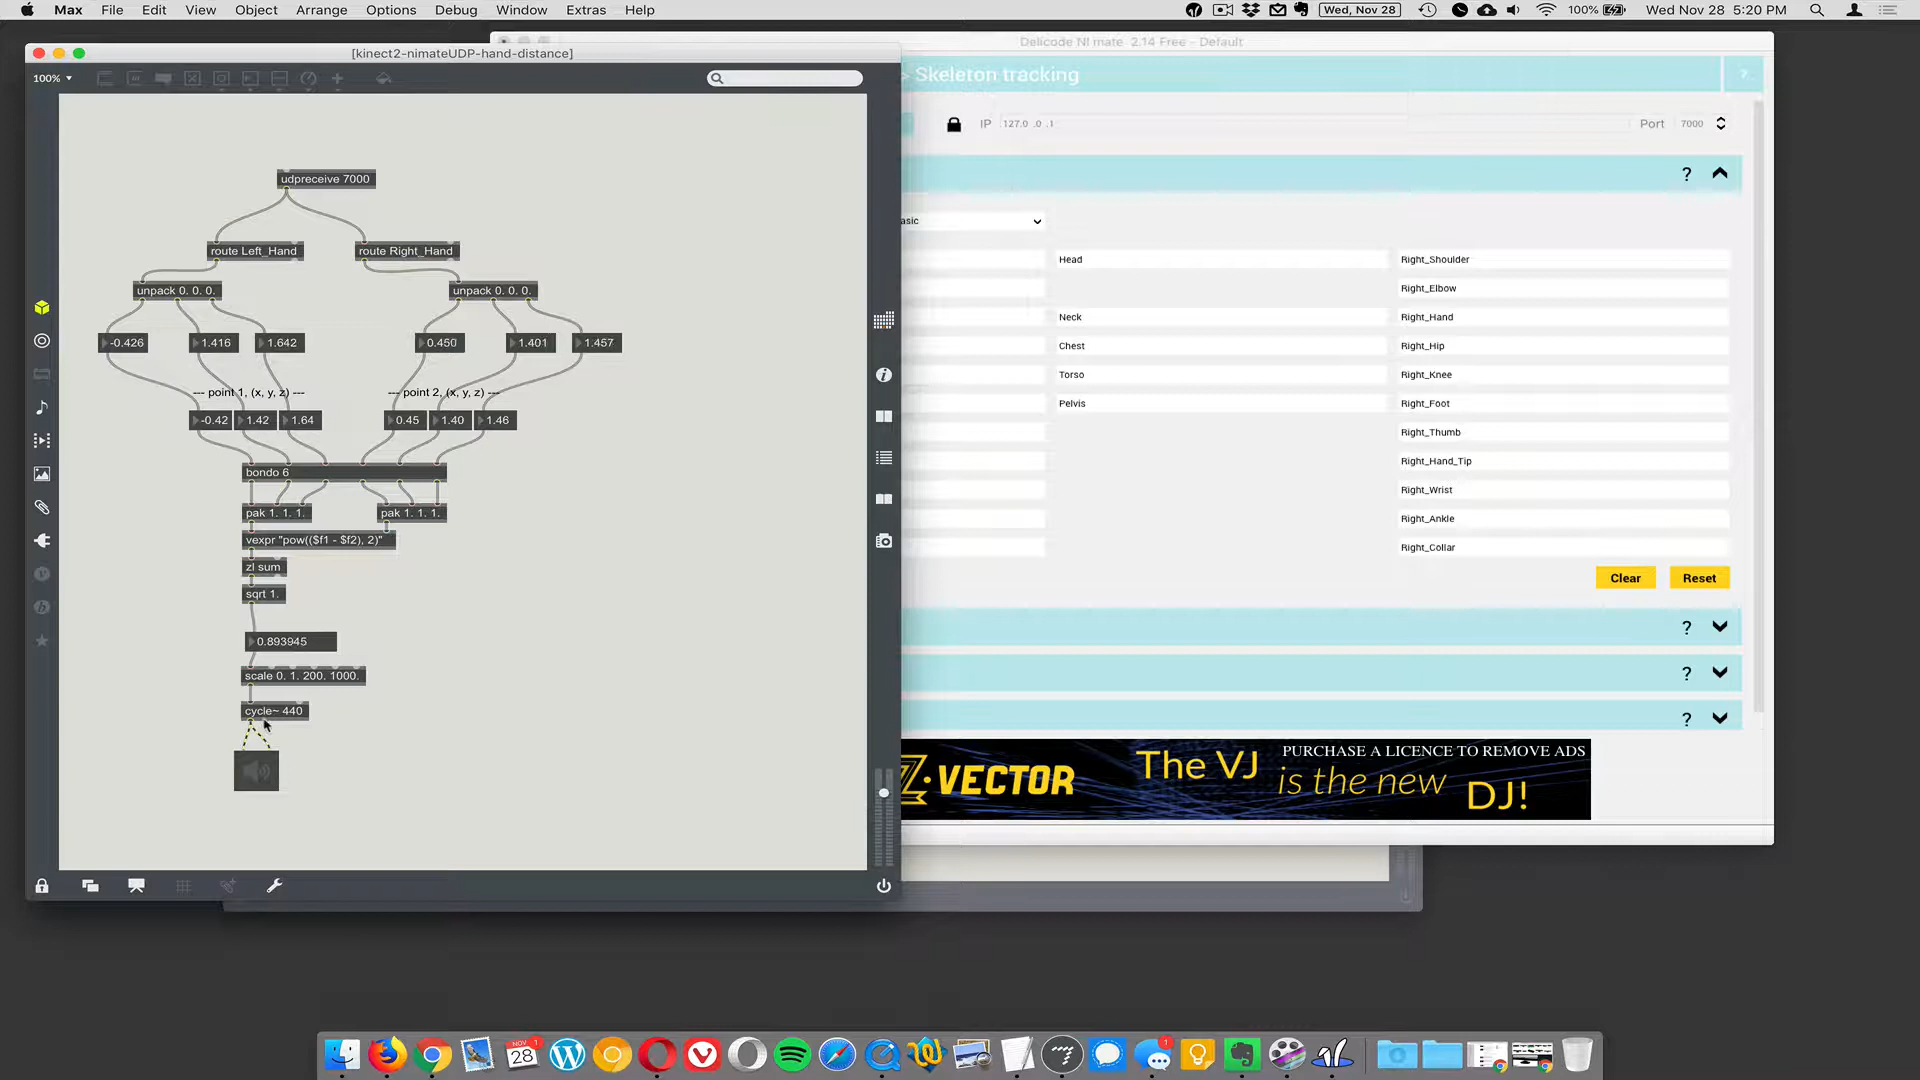 Max File Edit View Object Arrange Options Debug Window Extras Help
Wed, Nov 28
100%
Wed Nov 28 5:20 PM
[kinect2-nimateUDP-hand-distance]
100%
udpreceive 7000
route Left_Hand
route Right_Hand
unpack 0. 0. 0.
unpack 0. 0. 0.
-0.426
1.416
1.642
0.450
1.401
1.457
--- point 1, (x, y, z) ---
--- point 2, (x, y, z) ---
-0.42
1.42
1.64
0.45
1.40
1.46
bondo 6
pak 1. 1. 1.
pak 1. 1. 1.
vexpr "pow(($f1 - $f2), 2)"
zl sum
sqrt 1.
0.893945
scale 0. 1. 200. 1000.
cycle~ 440
Delicode NI mate 2.14 Free - Default
> Skeleton tracking
?
IP 127.0 .0 .1
Port 7000
?
asic
Head
Neck
Chest
Torso
Pelvis
Right_Shoulder
Right_Elbow
Right_Hand
Right_Hip
Right_Knee
Right_Foot
Right_Thumb
Right_Hand_Tip
Right_Wrist
Right_Ankle
Right_Collar
Clear
Reset
?
?
?
Z-VECTOR
The VJ
is the new
DJ!
PURCHASE A LICENCE TO REMOVE ADS
NOV 1
28
1